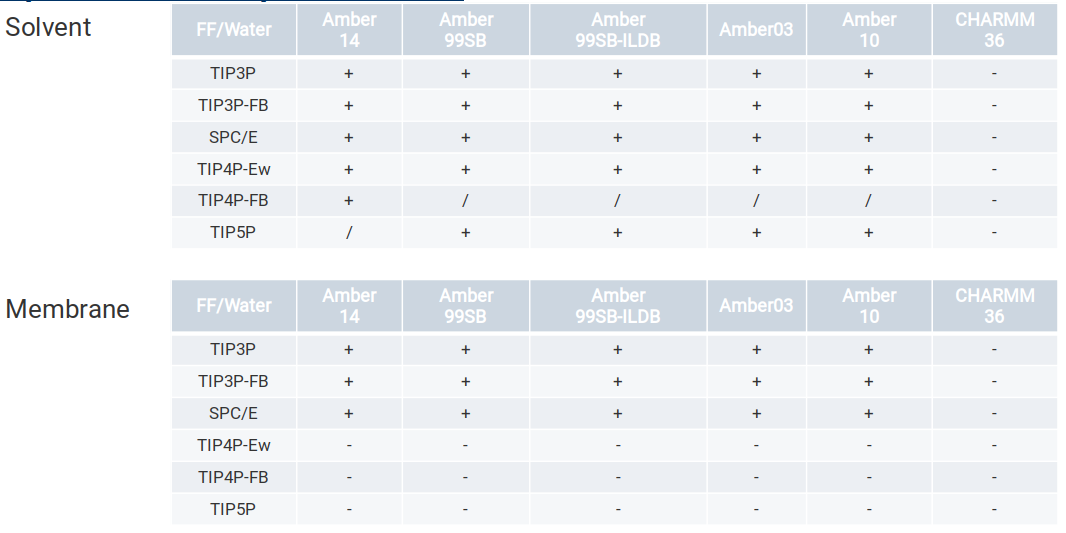 Solvent
FF/Water Amber 14 Amber 99SB Amber 99SB-ILDB Amber03 Amber 10 CHARMM 36
TIP3P + + + + + -
TIP3P-FB + + + + + -
SPC/E + + + + + -
TIP4P-Ew + + + + + -
TIP4P-FB + / / / / -
TIP5P / + + + + -
Membrane
FF/Water Amber 14 Amber 99SB Amber 99SB-ILDB Amber03 Amber 10 CHARMM 36
TIP3P + + + + + -
TIP3P-FB + + + + + -
SPC/E + + + + + -
TIP4P-Ew - - - - - -
TIP4P-FB - - - - - -
TIP5P - - - - - -